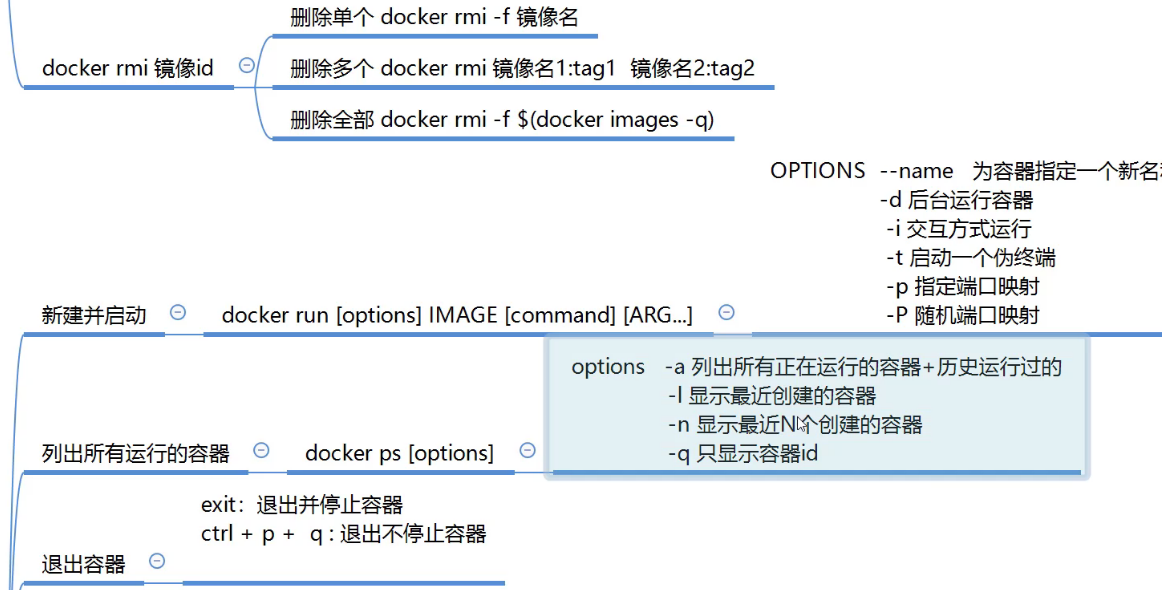 删除单个 docker rmi -f 镜像名
docker rmi 镜像id
删除多个 docker rmi 镜像名1:tag1 镜像名2:tag2
删除全部 docker rmi -f $(docker images -q)
OPTIONS --name 为容器指定一个新名
-d 后台运行容器
-i 交互方式运行
-t 启动一个伪终端
-p 指定端口映射
-P 随机端口映射
新建并启动
docker run [options] IMAGE [command] [ARG...]
options -a 列出所有正在运行的容器+历史运行过的
-l 显示最近创建的容器
-n 显示最近N个创建的容器
-q 只显示容器id
列出所有运行的容器
docker ps [options]
exit：退出并停止容器
ctrl + p + q : 退出不停止容器
退出容器